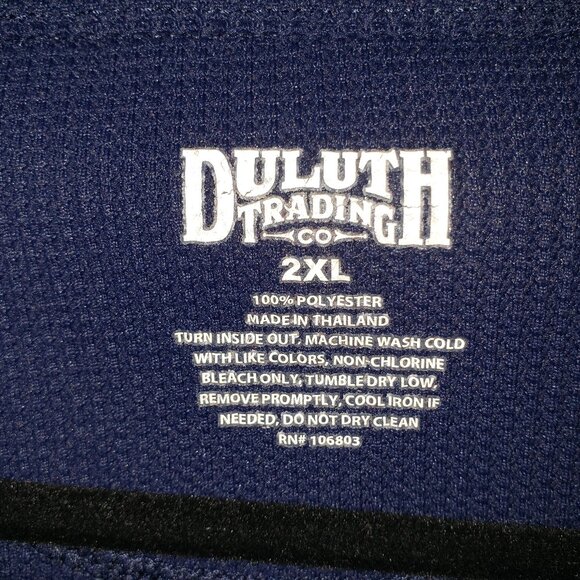 DULUTH
TRADING
CO
2XL
100% POLYESTER
MADE IN THAILAND
TURN INSIDE OUT, MACHINE WASH COLD
WITH LIKE COLORS, NON-CHLORINE
BLEACH ONLY, TUMBLE DRY LOW,
REMOVE PROMPTLY, COOL IRON IF
NEEDED, DO NOT DRY CLEAN
RN# 106803